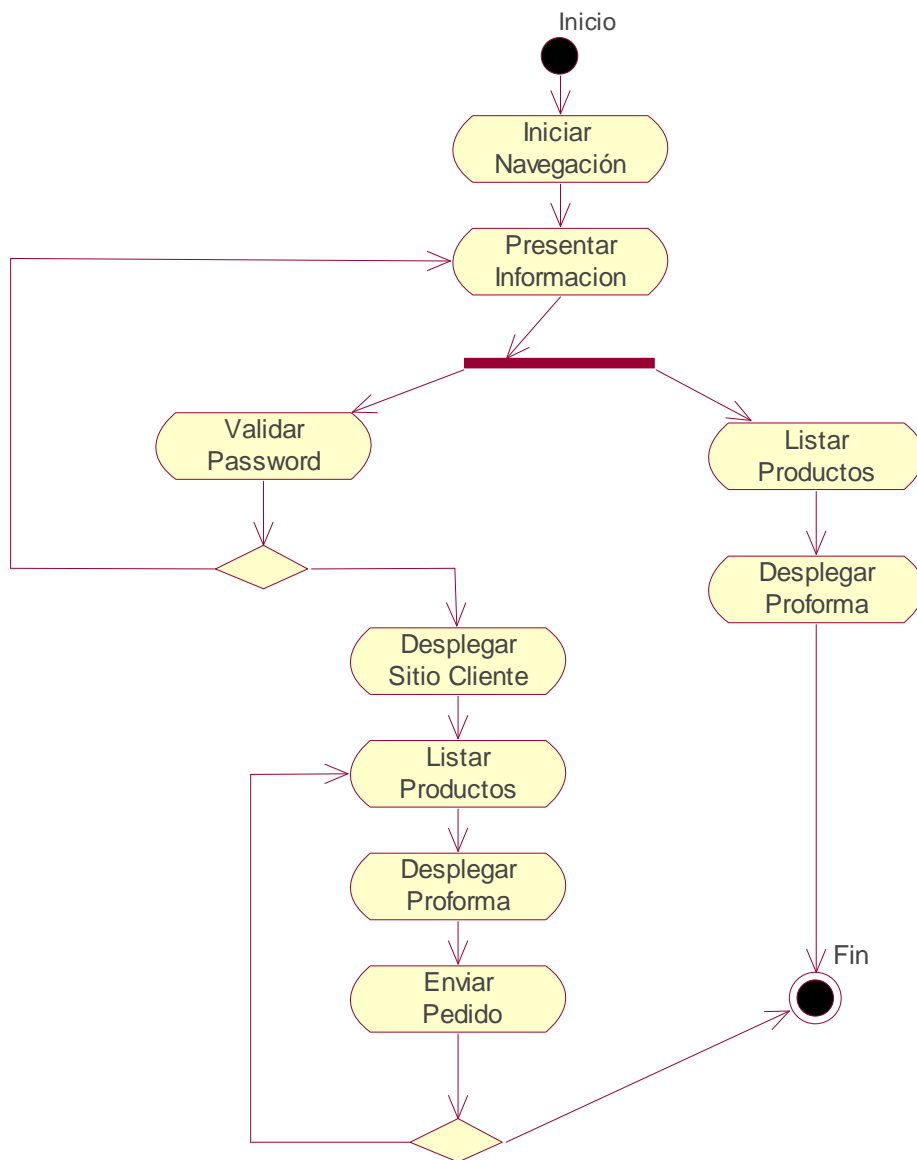 Inicio
Iniciar
Navegación
Presentar
Informacion
Validar
Password
Listar
Productos
Desplegar
Proforma
Desplegar
Sitio Cliente
Listar
Productos
Desplegar
Proforma
Enviar
Pedido
Fin